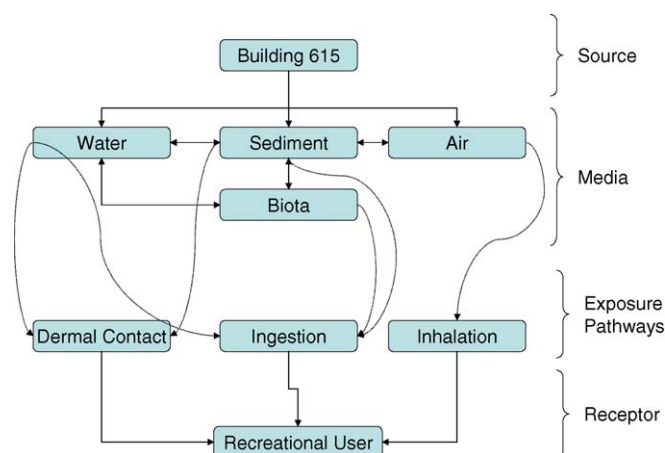 Building 615
Source
Water
Sediment
Air
Media
Biota
Exposure
Pathways
Dermal Contact
Ingestion
Inhalation
Receptor
Recreational User